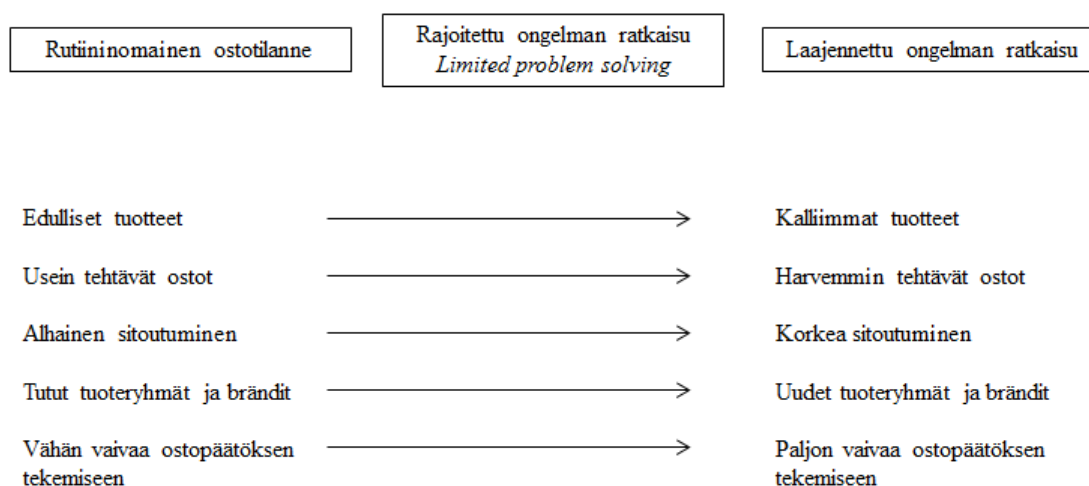 Rutiininomainen ostotilanne
Rajoitettu ongelman ratkaisu
Limited problem solving
Laajennettu ongelman ratkaisu
Edulliset tuotteet
Kalliimmat tuotteet
Usein tehtävät ostot
Harvemmin tehtävät ostot
Alhainen sitoutuminen
Korkea sitoutuminen
Tutut tuoteryhmät ja brändit
Uudet tuoteryhmät ja brändit
Vähän vaivaa ostopäätöksen
tekemiseen
Paljon vaivaa ostopäätöksen
tekemiseen